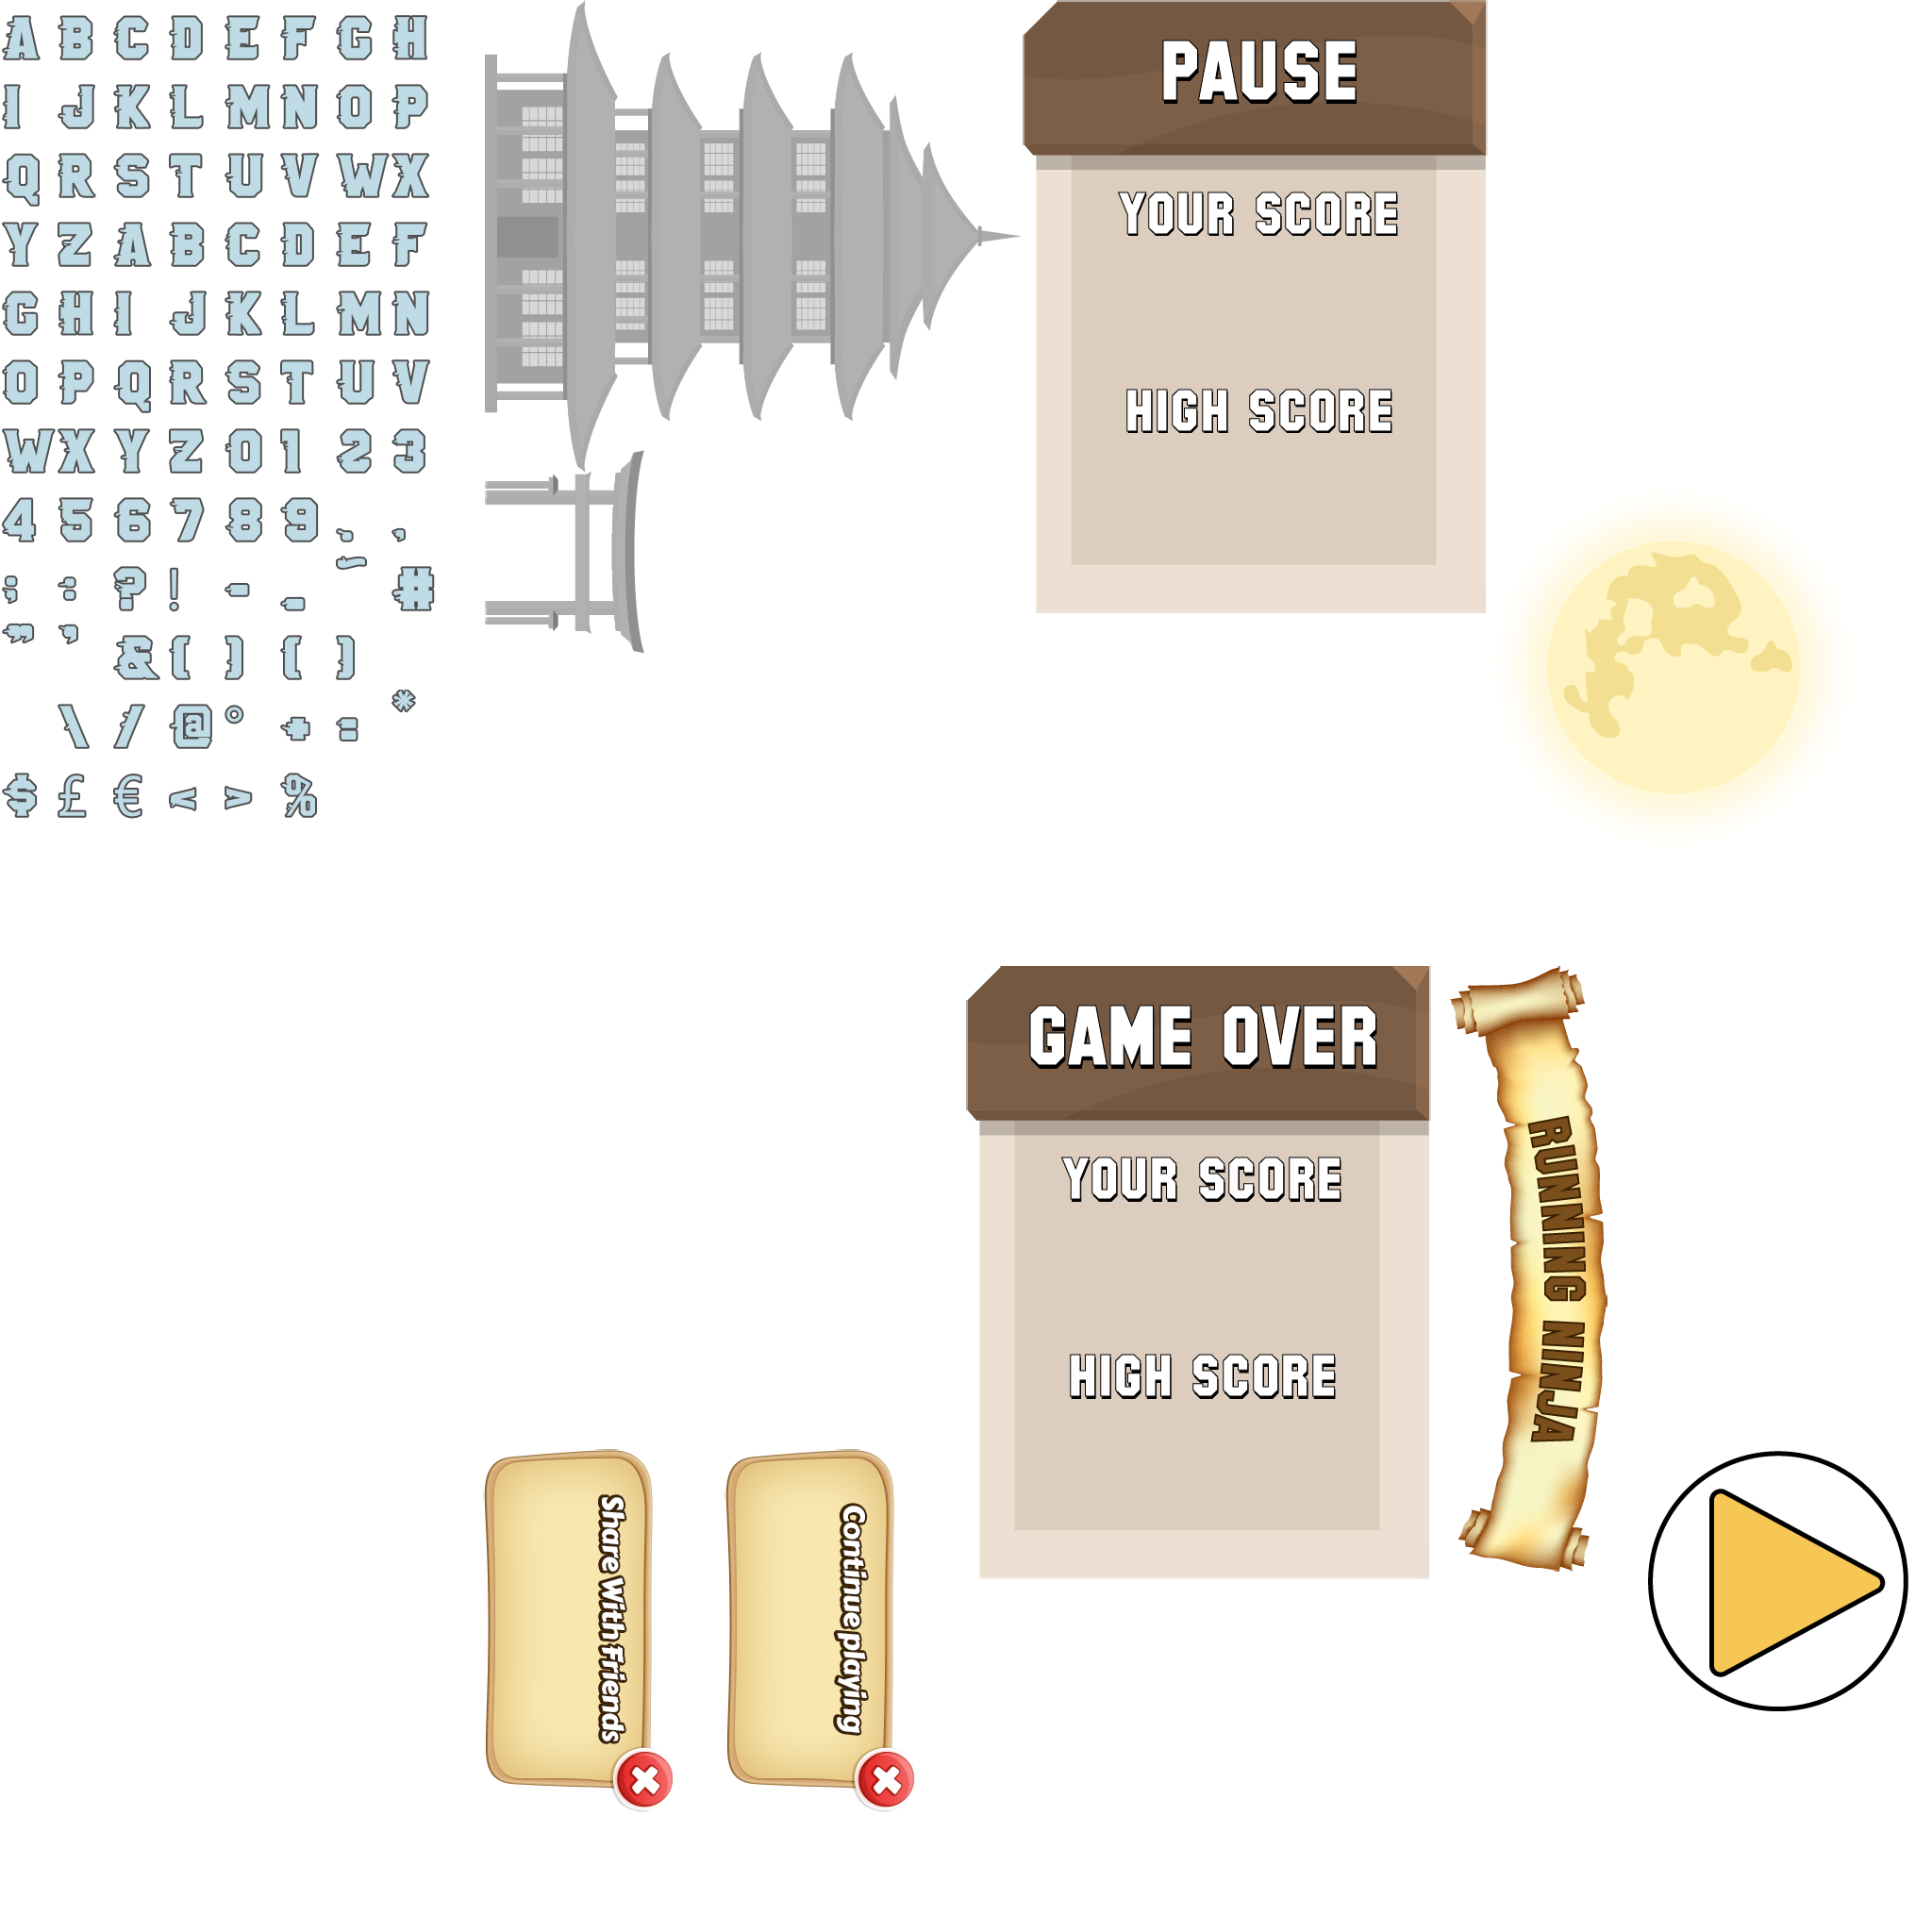 A B C D E F G H
I J K L M N O P
Q R S T U V W X
Y Z A B C D E F
G H I J K L M N
O P Q R S T U V
W X Y Z 0 1 2 3
4 5 6 7 8 9 . ,
; : ? ! - _ ~ #
" ' & ( ) ( )
\ / @ ° + = *
$ £ € < > %
PAUSE
YOUR SCORE
HIGH SCORE
GAME OVER
YOUR SCORE
HIGH SCORE
RUNNING NINJA
Share With Friends
Continue playing